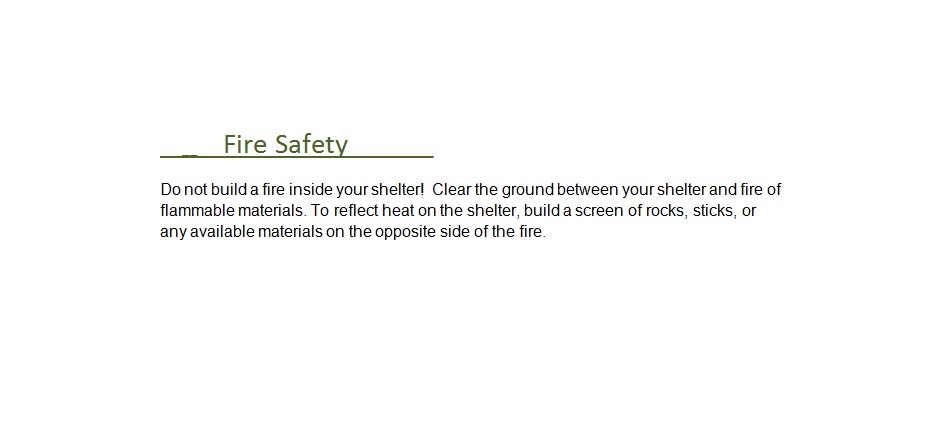 Fire Safety
Do not build a fire inside your shelter!  Clear the ground between your shelter and fire of
flammable materials. To reflect heat on the shelter, build a screen of rocks, sticks, or
any available materials on the opposite side of the fire.